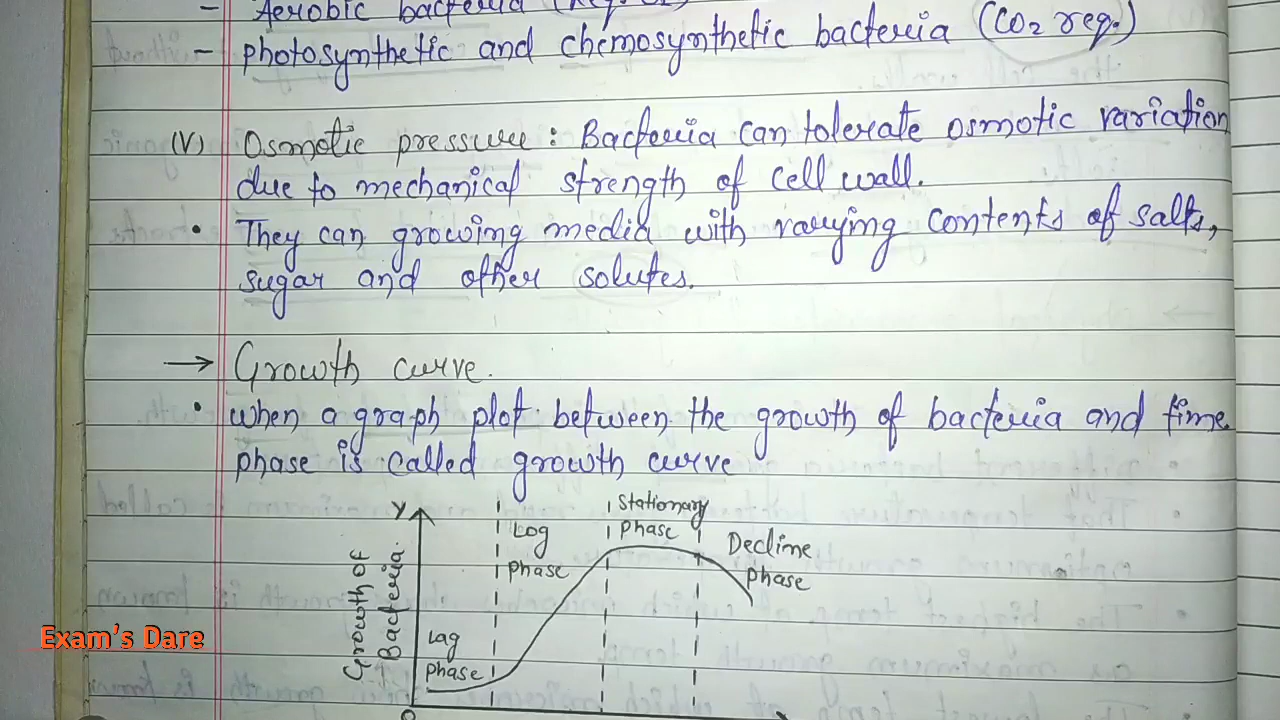 - Aerobic bacteria
- photosynthetic and chemosynthetic bacteria (CO2 req.)
(V) Osmotic pressure : Bacteria can tolerate osmotic variation
due to mechanical strength of cell wall.
• They can growing media with varying contents of salts,
sugar and other solutes.
→ Growth curve.
• when a graph plot between the growth of bacteria and time
phase is called growth curve
Y
Growth of Bacteria.
Lag phase
Log phase
Stationary phase
Decline phase
O
Exam's Dare